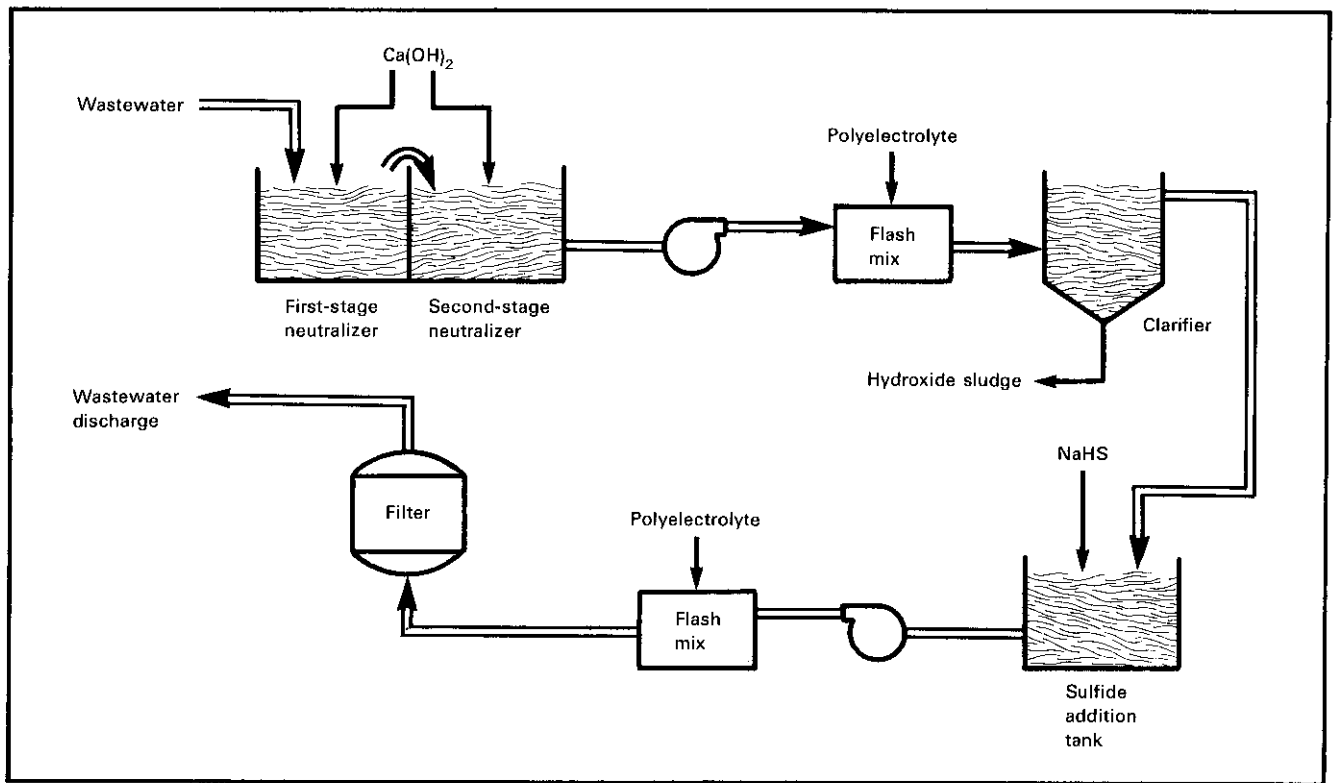 Ca(OH)₂
Wastewater
Polyelectrolyte
Flash
mix
First-stage
neutralizer
Second-stage
neutralizer
Clarifier
Hydroxide sludge
Wastewater
discharge
NaHS
Filter
Polyelectrolyte
Flash
mix
Sulfide
addition
tank